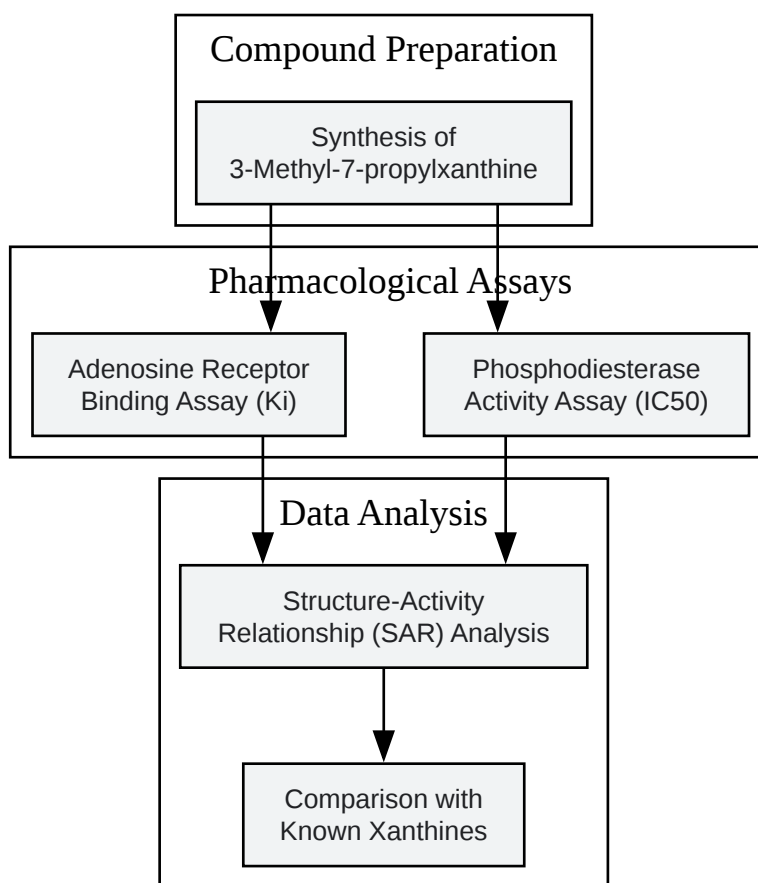 Compound Preparation
Synthesis of
3-Methyl-7-propylxanthine
Pharmacological Assays
Adenosine Receptor
Binding Assay (Ki)
Phosphodiesterase
Activity Assay (IC50)
Data Analysis
Structure-Activity
Relationship (SAR) Analysis
Comparison with
Known Xanthines